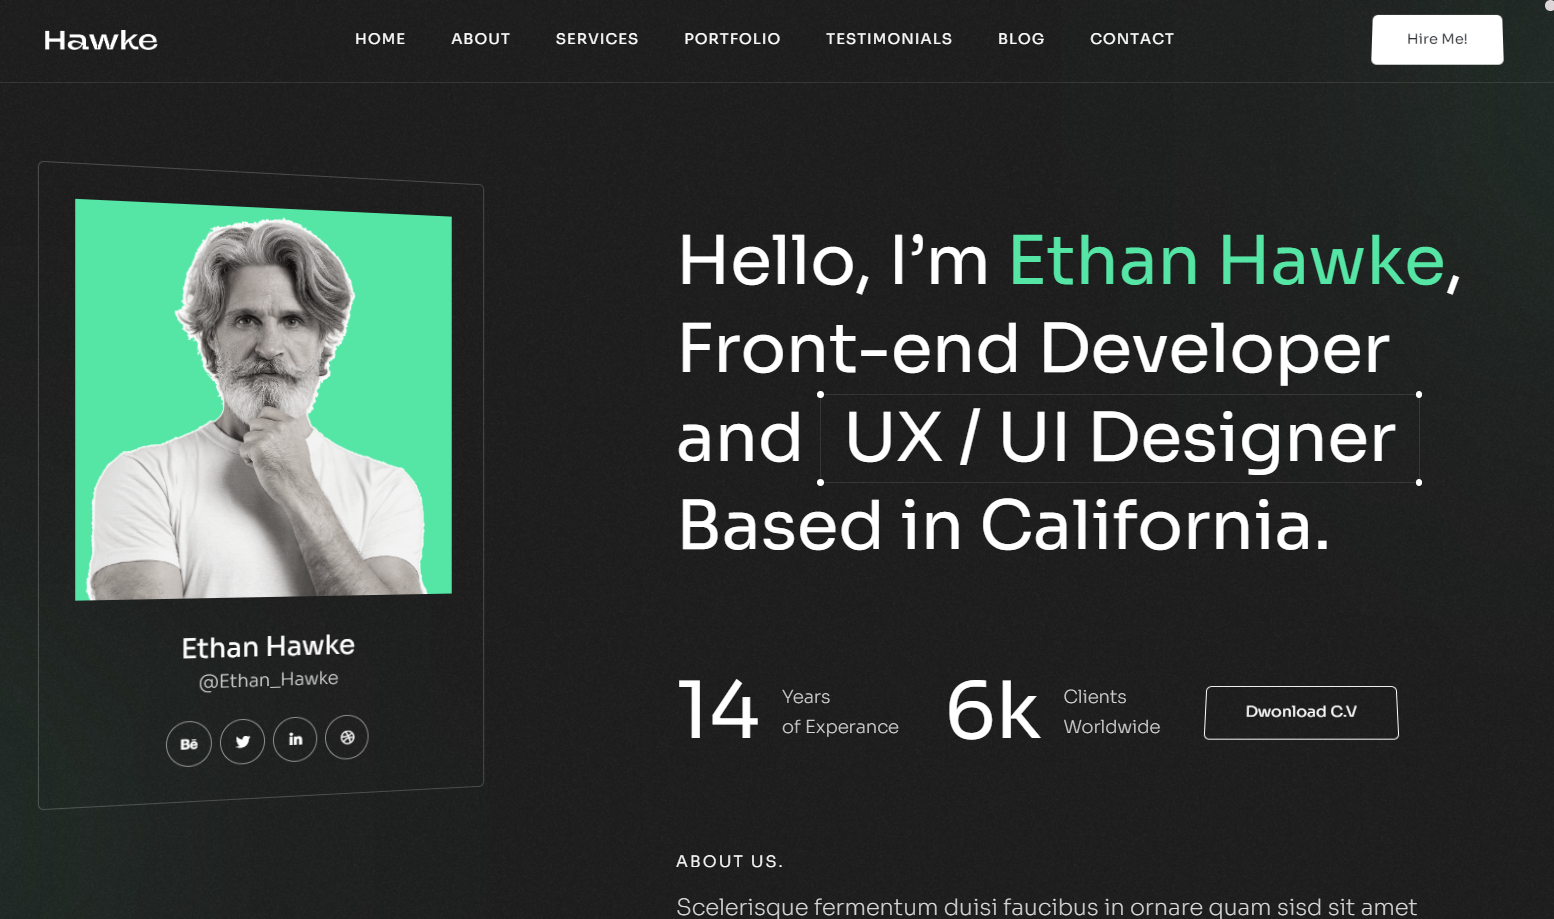 Hawke
HOME ABOUT SERVICES PORTFOLIO TESTIMONIALS BLOG CONTACT
Hire Me!
Hello, I’m Ethan Hawke,
Front-end Developer
and UX / UI Designer
Based in California.
Ethan Hawke
@Ethan_Hawke
Bē
in
14 Years
of Experance
6k Clients
Worldwide
Dwonload C.V
ABOUT US.
Scelerisque fermentum duisi faucibus in ornare quam sisd sit amet